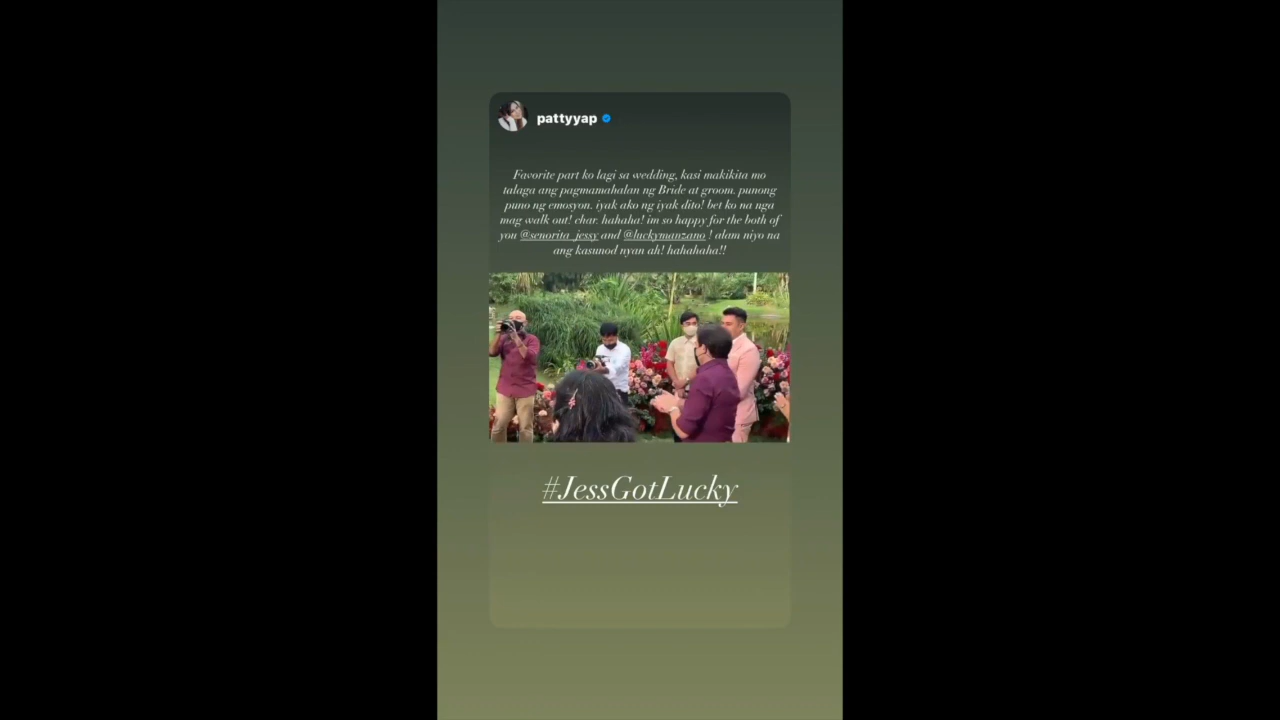 pattyyap
Favorite part ko lagi sa wedding, kasi makikita mo
talaga ang pagmamahalan ng Bride at groom. punong
puno ng emosyon. iyak ako ng iyak dito! bet ko na nga
mag walk out! char. hahaha! im so happy for the both of
you @senorita_jessy and @luckymanzano ! alam niyo na
ang kasunod nyan ah! hahahaha!!
#JessGotLucky